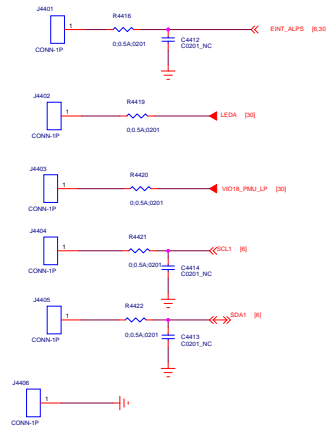 J4401
1
CONN-1P
R4416
0;0.5A;0201
C4412
C0201_NC
EINT_ALPS [6,30
J4402
1
CONN-1P
R4419
0;0.5A;0201
LEDA [30]
J4403
1
CONN-1P
R4420
0;0.5A;0201
VIO18_PMU_LP [30]
J4404
1
CONN-1P
R4421
0;0.5A;0201
C4414
C0201_NC
SCL1 [6]
J4405
1
CONN-1P
R4422
0;0.5A;0201
C4413
C0201_NC
SDA1 [6]
J4406
1
CONN-1P